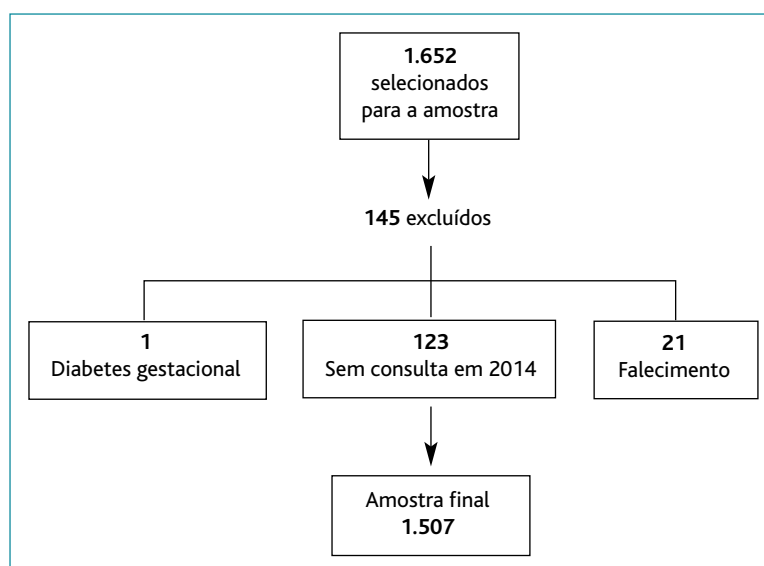 1.652
selecionados
para a amostra
145 excluídos
1
Diabetes gestacional
123
Sem consulta em 2014
21
Falecimento
Amostra final
1.507